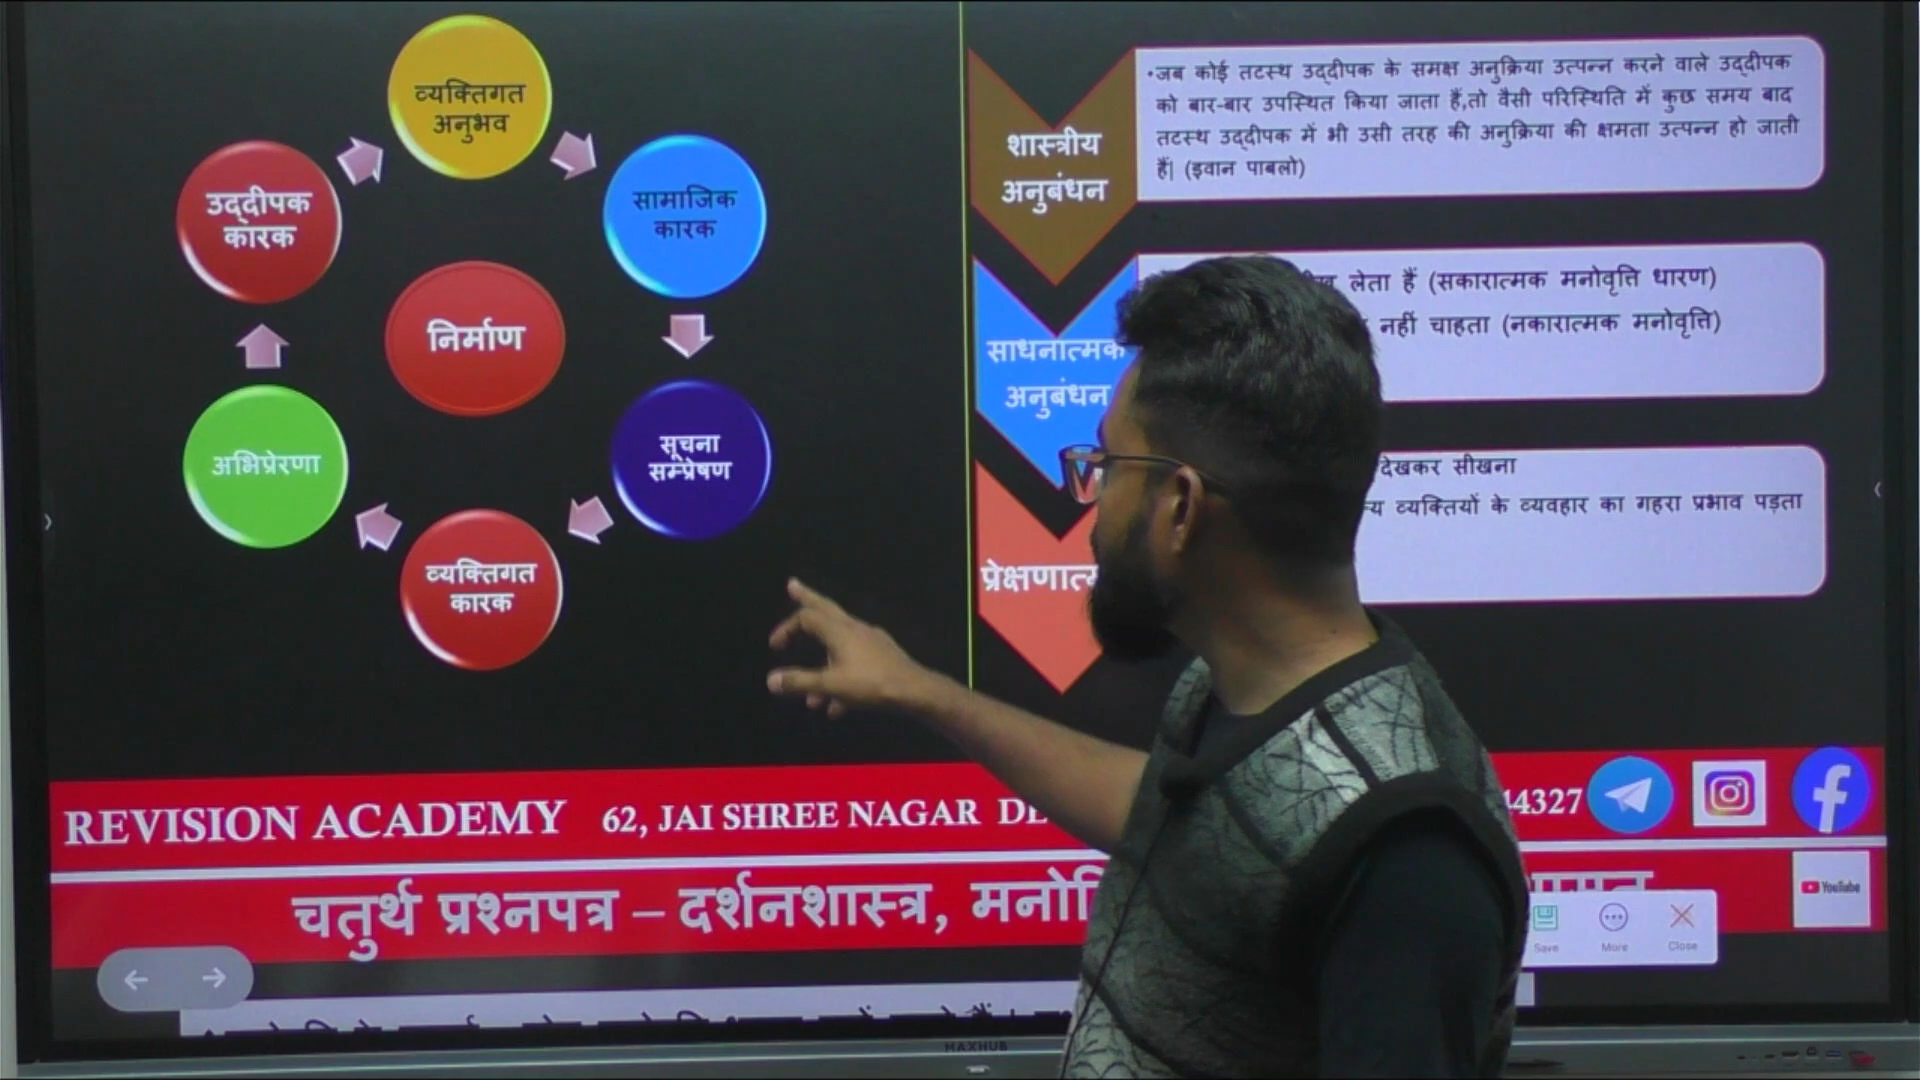 व्यक्तिगत
अनुभव
सामाजिक
कारक
सूचना
सम्प्रेषण
व्यक्तिगत
कारक
अभिप्रेरणा
उद्दीपक
कारक
निर्माण
शास्त्रीय
अनुबंधन
•जब कोई तटस्थ उद्दीपक के समक्ष अनुक्रिया उत्पन्न करने वाले उद्दीपक
को बार-बार उपस्थित किया जाता हैं,तो वैसी परिस्थिति में कुछ समय बाद
तटस्थ उद्दीपक में भी उसी तरह की अनुक्रिया की क्षमता उत्पन्न हो जाती
हैं| (इवान पाबलो)
साधनात्मक
अनुबंधन
लेता हैं (सकारात्मक मनोवृत्ति धारण)
नहीं चाहता (नकारात्मक मनोवृत्ति)
देखकर सीखना
व्यक्तियों के व्यवहार का गहरा प्रभाव पड़ता
REVISION ACADEMY 62, JAI SHREE NAGAR
44327
चतुर्थ प्रश्नपत्र – दर्शनशास्त्र,
YouTube
Save
More
Close
MAXHUB